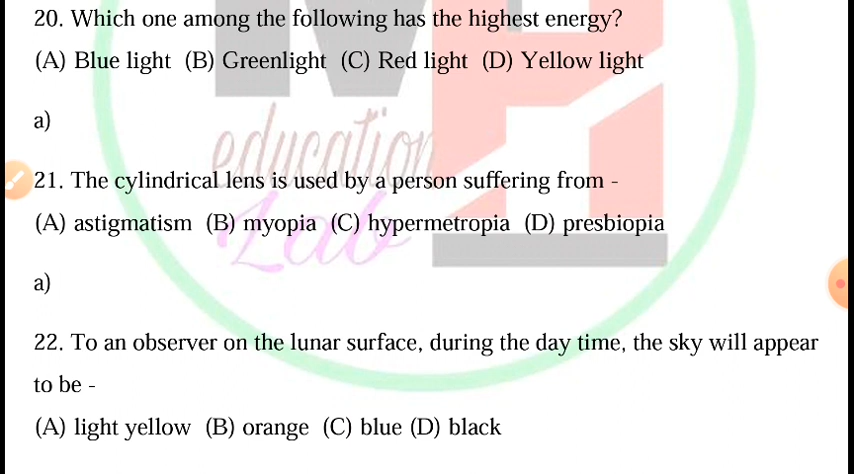 20. Which one among the following has the highest energy?
(A) Blue light (B) Greenlight (C) Red light (D) Yellow light
a)
education
21. The cylindrical lens is used by a person suffering from -
(A) astigmatism (B) myopia (C) hypermetropia (D) presbiopia
Lab
a)
22. To an observer on the lunar surface, during the day time, the sky will appear
to be -
(A) light yellow (B) orange (C) blue (D) black